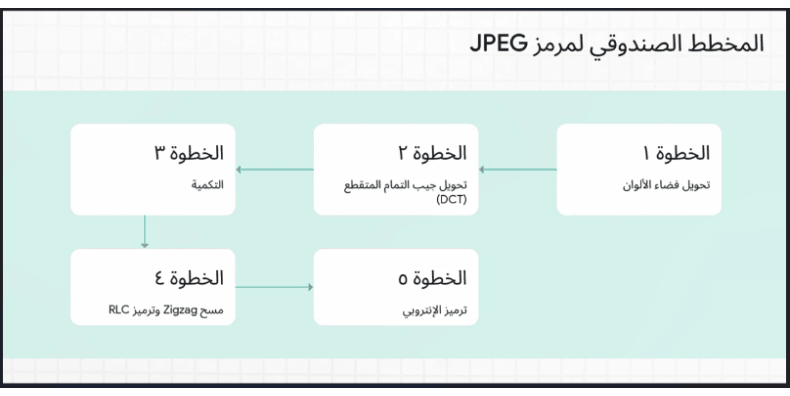 المخطط الصندوقي لمرمز JPEG
الخطوة ١
تحويل فضاء الألوان
الخطوة ٢
تحويل جيب التمام المتقطع
(DCT)
الخطوة ٣
التكمية
الخطوة ٤
مسح Zigzag وترميز RLC
الخطوة ٥
ترميز الإنتروبي